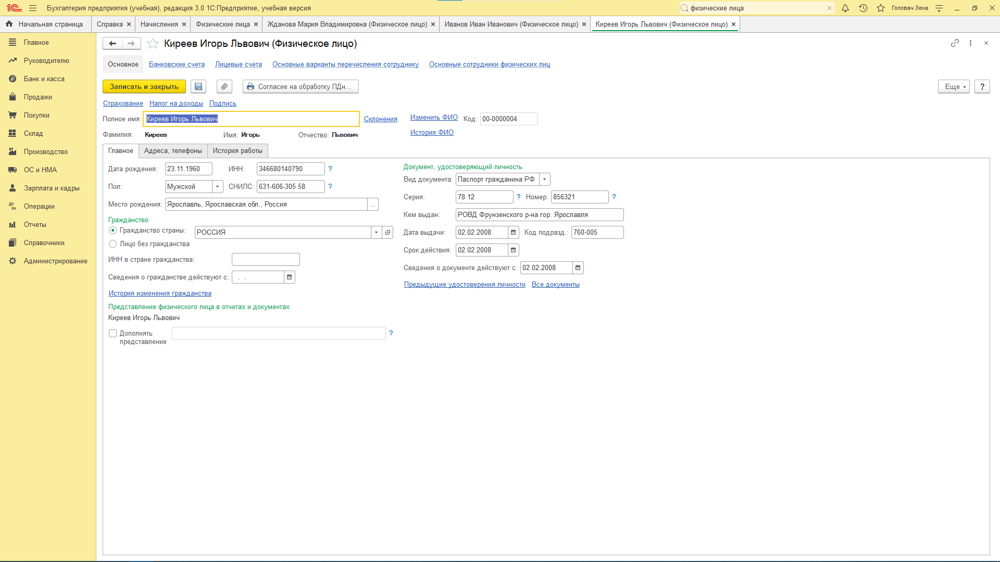 Бухгалтерия предприятия (учебная), редакция 3.0 1С:Предприятие, учебная версия
физические лица
Головач Лена
Начальная страница
Справка
Начисления
Физические лица
Жданова Мария Владимировна (Физическое лицо)
Иванов Иван Иванович (Физическое лицо)
Киреев Игорь Львович (Физическое лицо)
Главное
Руководителю
Банк и касса
Продажи
Покупки
Склад
Производство
ОС и НМА
Зарплата и кадры
Операции
Отчеты
Справочники
Администрирование
Киреев Игорь Львович (Физическое лицо)
Основное Банковские счета Лицевые счета Основные варианты перечисления сотруднику Основные сотрудники физических лиц
Записать и закрыть Согласие на обработку ПДн... Еще ?
Страхование Налог на доходы Подпись
Полное имя: Киреев Игорь Львович Склонения Изменить ФИО Код: 00-0000004
История ФИО
Фамилия: Киреев Имя: Игорь Отчество: Львович
Главное Адреса, телефоны История работы
Дата рождения: 23.11.1960 ИНН: 346680140790 ?
Пол: Мужской СНИЛС: 631-606-305 58 ?
Место рождения: Ярославль, Ярославская обл., Россия ...
Гражданство
Гражданство страны: РОССИЯ
Лицо без гражданства
ИНН в стране гражданства:
Сведения о гражданстве действуют с: . .
История изменения гражданства
Представление физического лица в отчетах и документах
Киреев Игорь Львович
Дополнять
представление ?
Документ, удостоверяющий личность
Вид документа: Паспорт гражданина РФ
Серия: 78 12 ? Номер: 856321 ?
Кем выдан: РОВД Фрунзенского р-на гор. Ярославля
Дата выдачи: 02.02.2008 Код подразд.: 760-005
Срок действия: 02.02.2008
Сведения о документе действуют с: 02.02.2008
Предыдущие удостоверения личности Все документы